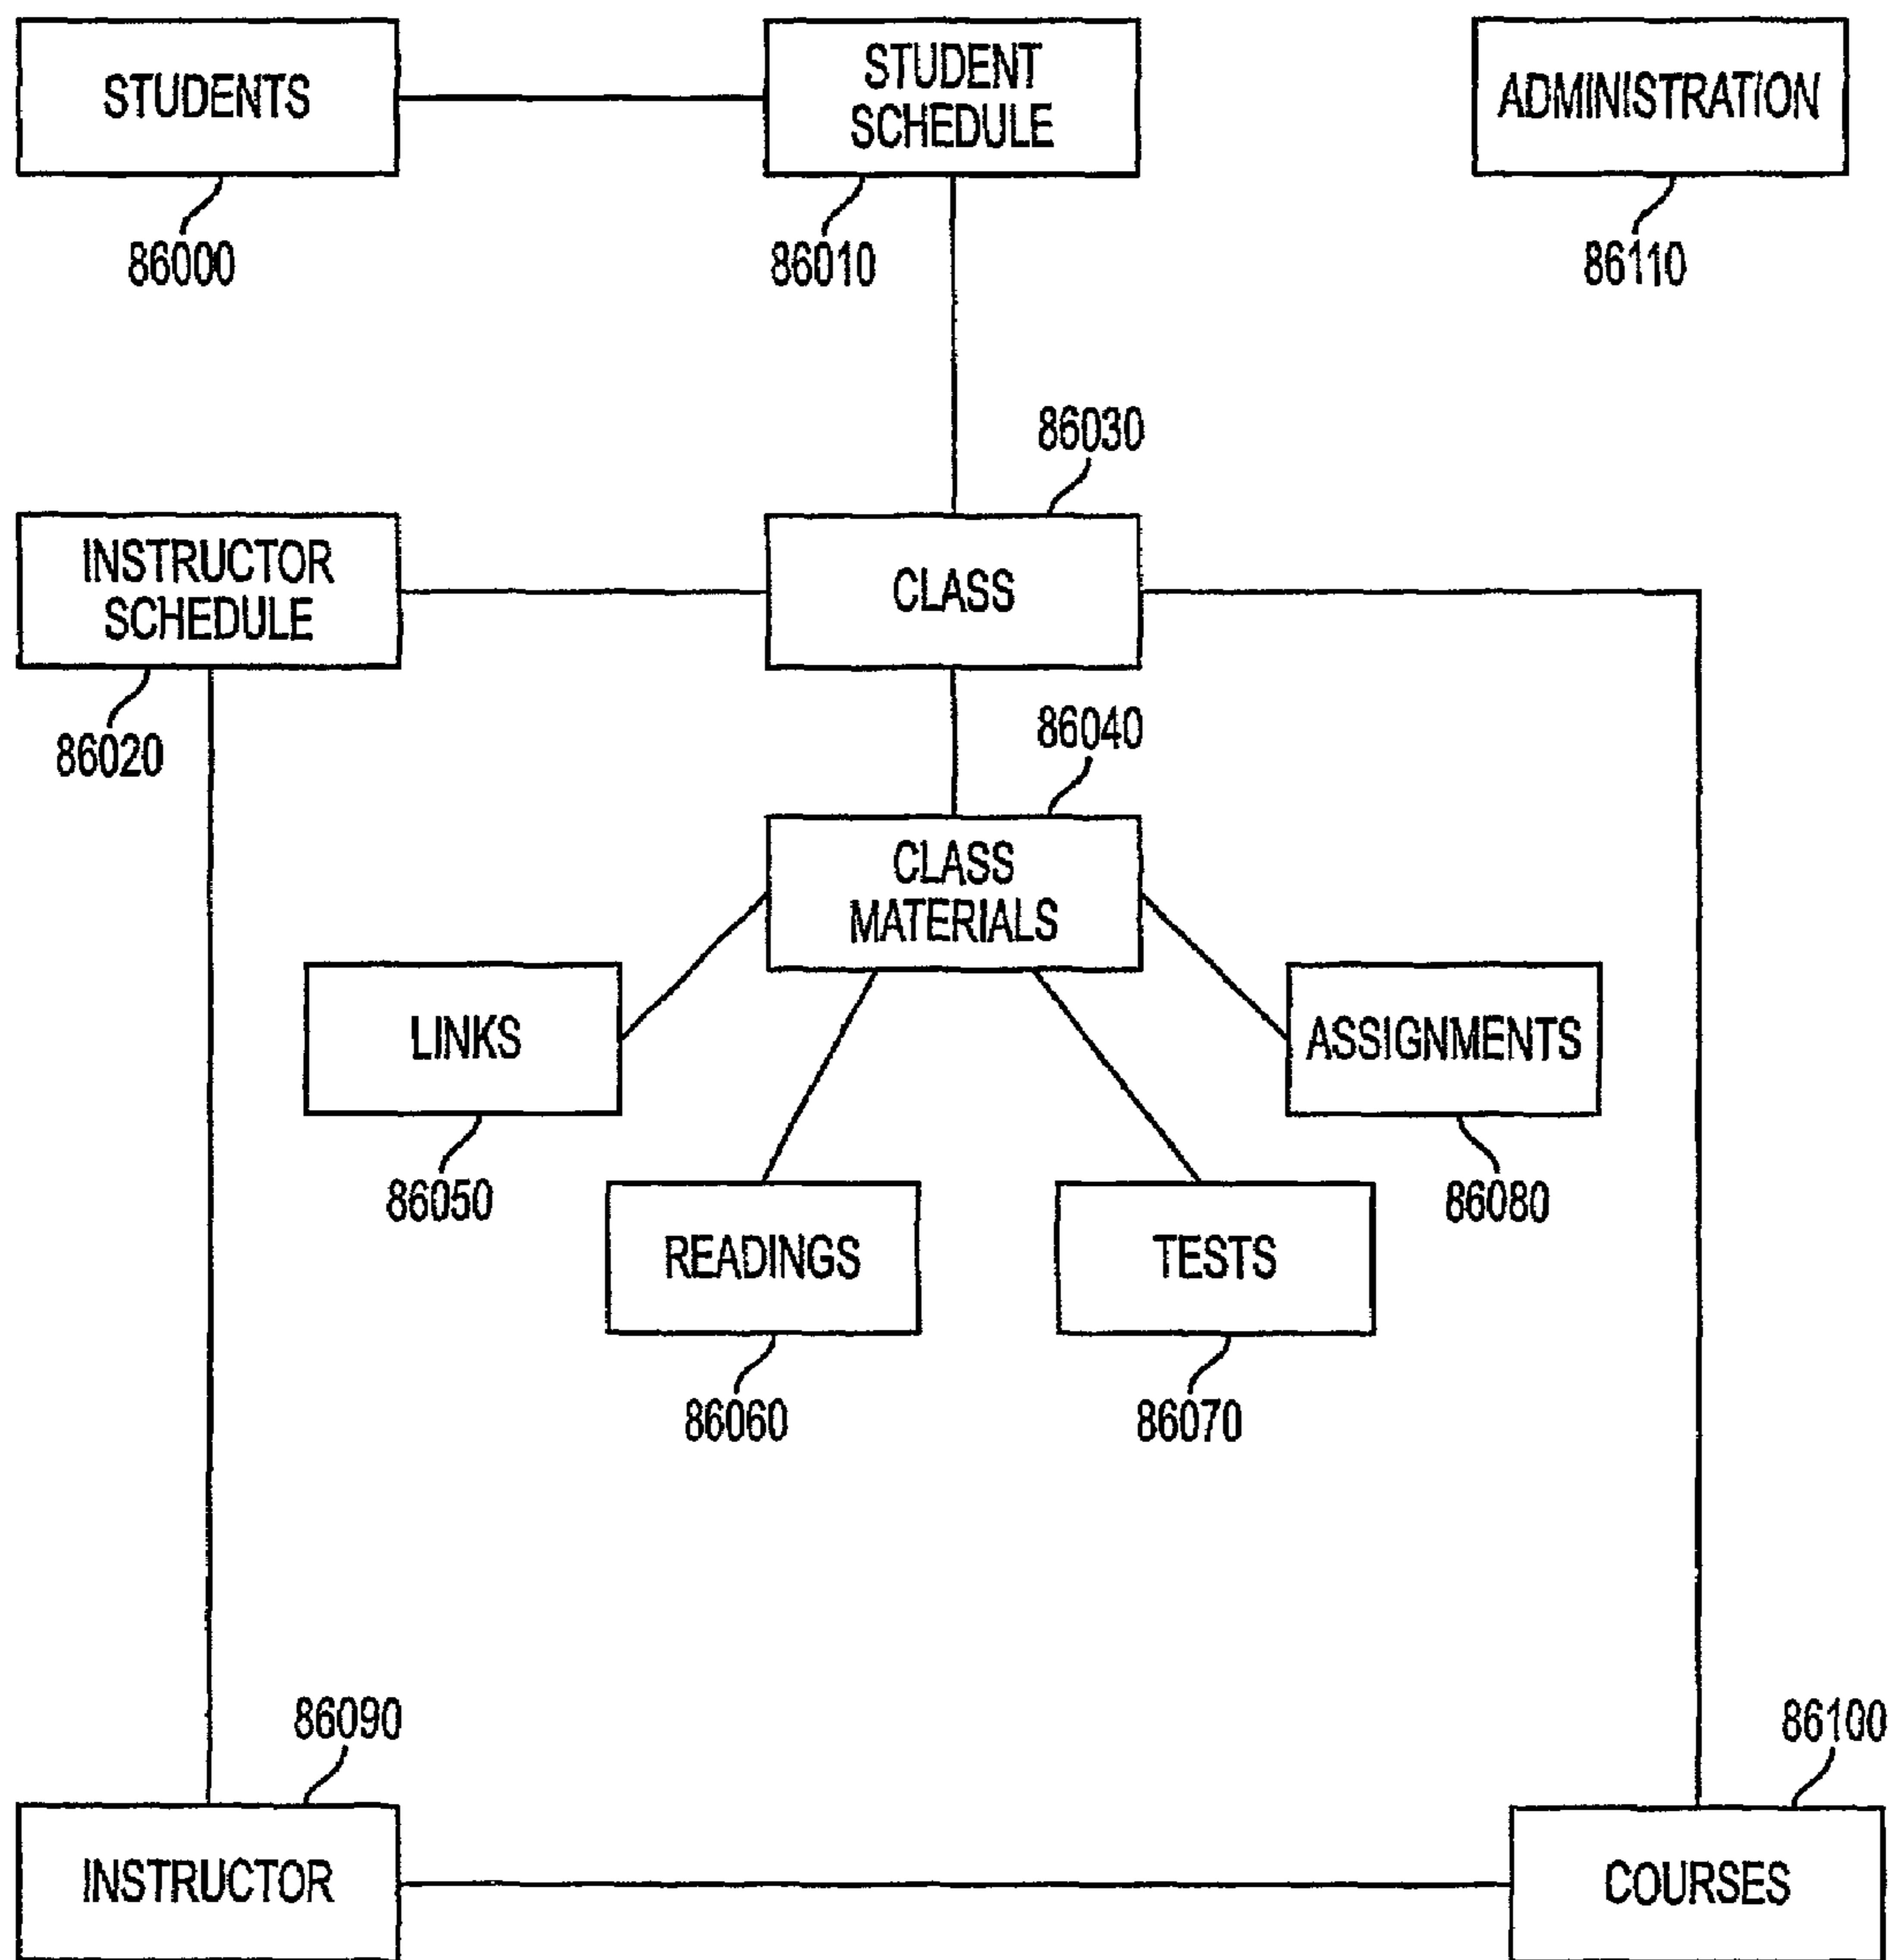 STUDENTS
STUDENT
SCHEDULE
ADMINISTRATION
86000
86010
86110
86030
INSTRUCTOR
SCHEDULE
CLASS
86020
86040
CLASS
MATERIALS
LINKS
ASSIGNMENTS
86050
86080
READINGS
TESTS
86060
86070
86090
86100
INSTRUCTOR
COURSES